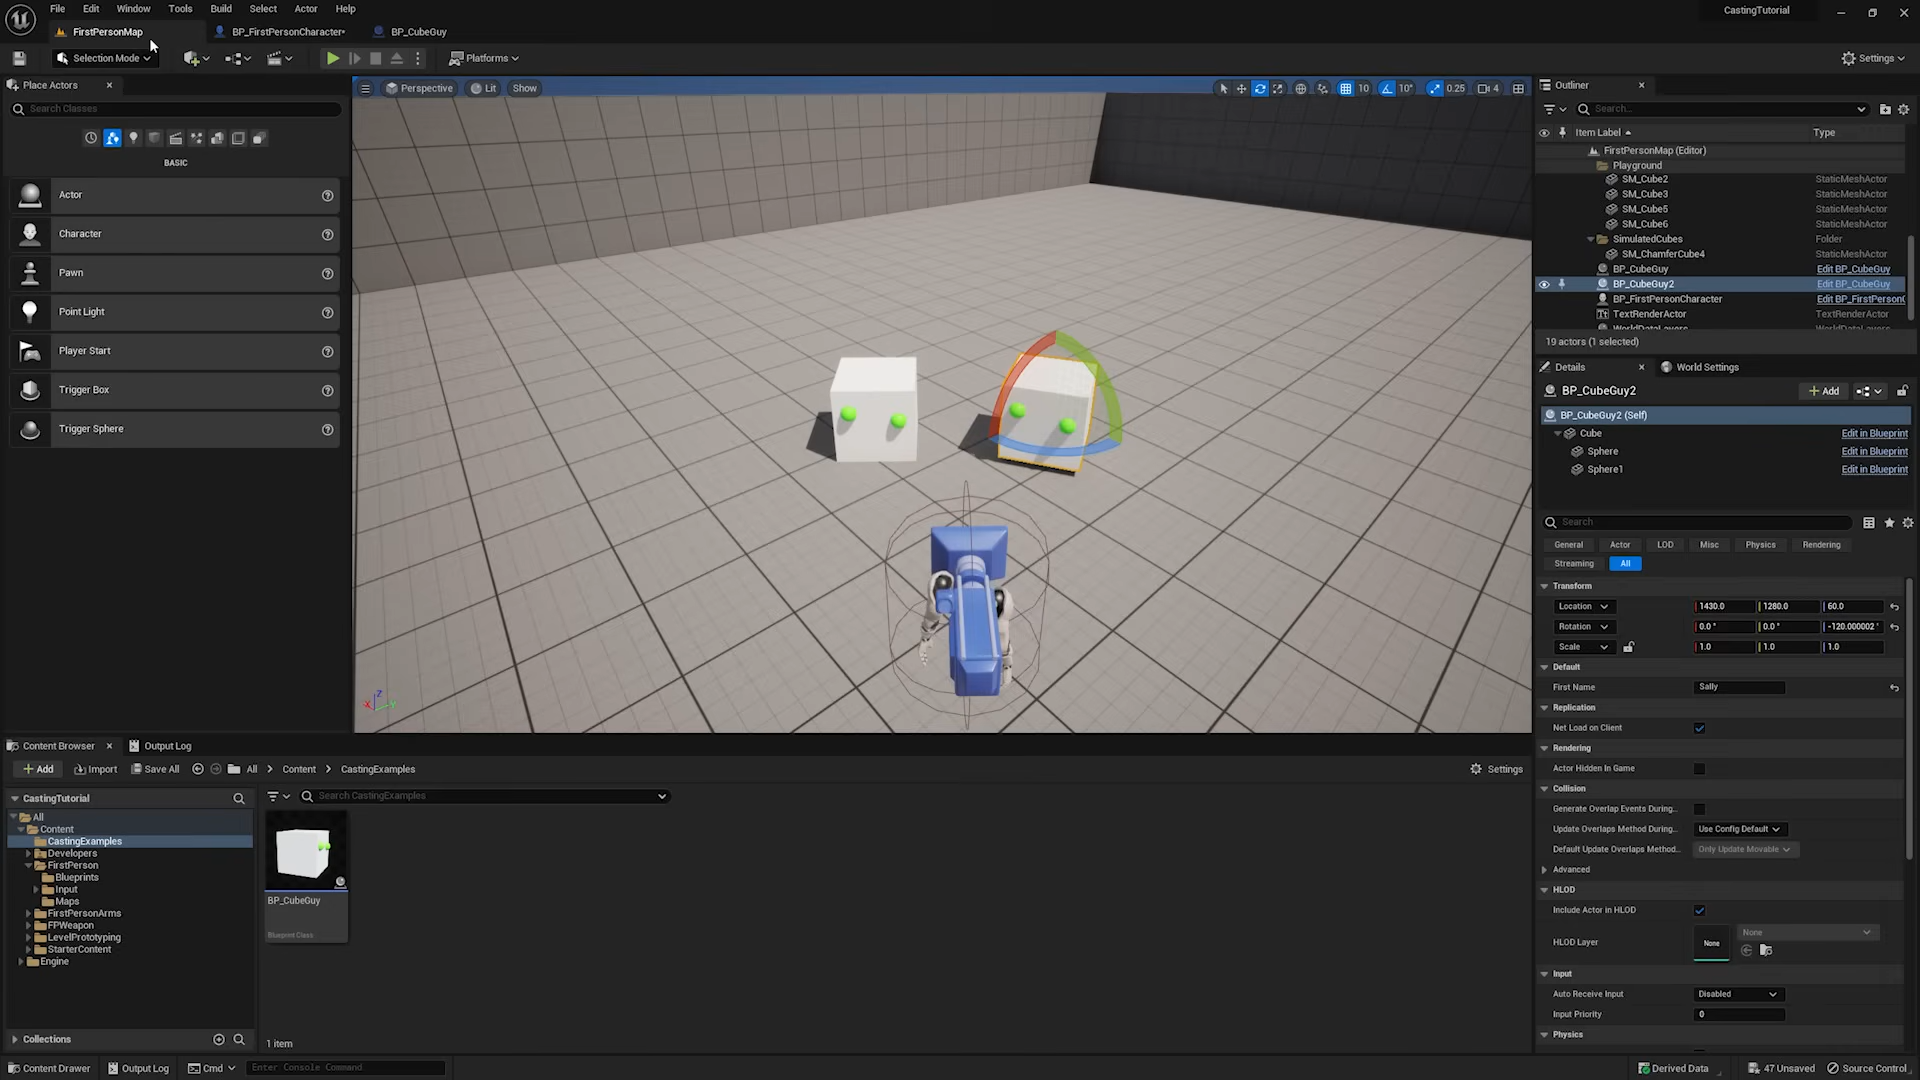 File Edit Window Tools Build Select Actor Help
CastingTutorial
FirstPersonMap BP_FirstPersonCharacter• BP_CubeGuy
Selection Mode Platforms Settings
Place Actors
Search Classes
BASIC
Actor
Character
Pawn
Point Light
Player Start
Trigger Box
Trigger Sphere
Perspective Lit Show
10 10° 0.25 4
Outliner
Search...
Item Label Type
FirstPersonMap (Editor)
Playground
SM_Cube2 StaticMeshActor
SM_Cube3 StaticMeshActor
SM_Cube5 StaticMeshActor
SM_Cube6 StaticMeshActor
SimulatedCubes Folder
SM_ChamferCube4 StaticMeshActor
BP_CubeGuy Edit BP_CubeGuy
BP_CubeGuy2 Edit BP_CubeGuy
BP_FirstPersonCharacter Edit BP_FirstPerson
TextRenderActor TextRenderActor
WorldDataLayers WorldDataLayers
19 actors (1 selected)
Details World Settings
BP_CubeGuy2 Add
BP_CubeGuy2 (Self)
Cube Edit in Blueprint
Sphere Edit in Blueprint
Sphere1 Edit in Blueprint
Search
General Actor LOD Misc Physics Rendering
Streaming All
Transform
Location 1430.0 1280.0 60.0
Rotation 0.0 ° 0.0 ° -120.000002 °
Scale 1.0 1.0 1.0
Default
First Name Sally
Replication
Net Load on Client
Rendering
Actor Hidden In Game
Collision
Generate Overlap Events During..
Update Overlaps Method During.. Use Config Default
Default Update Overlaps Method.. Only Update Movable
Advanced
HLOD
Include Actor in HLOD
HLOD Layer None None
Input
Auto Receive Input Disabled
Input Priority 0
Physics
X Y Z
Content Browser Output Log
Add Import Save All All Content CastingExamples Settings
CastingTutorial
Search CastingExamples
All
Content
CastingExamples
Developers
FirstPerson
Blueprints
Input
Maps
FirstPersonArms
FPWeapon
LevelPrototyping
StarterContent
Engine
BP_CubeGuy
Blueprint Class
Collections
1 item
Content Drawer Output Log Cmd Enter Console Command Derived Data 47 Unsaved Source Control